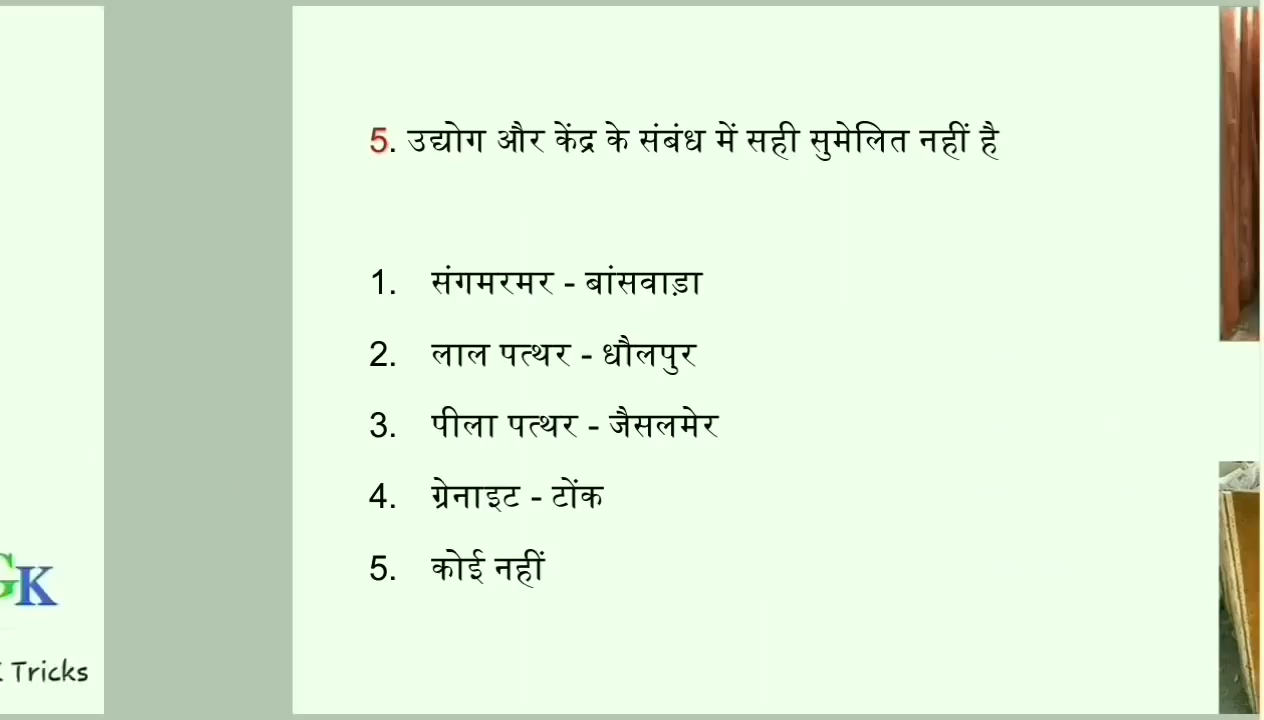 5. उद्योग और केंद्र के संबंध में सही सुमेलित नहीं है
1. संगमरमर - बांसवाड़ा
2. लाल पत्थर - धौलपुर
3. पीला पत्थर - जैसलमेर
4. ग्रेनाइट - टोंक
5. कोई नहीं
GK
Tricks